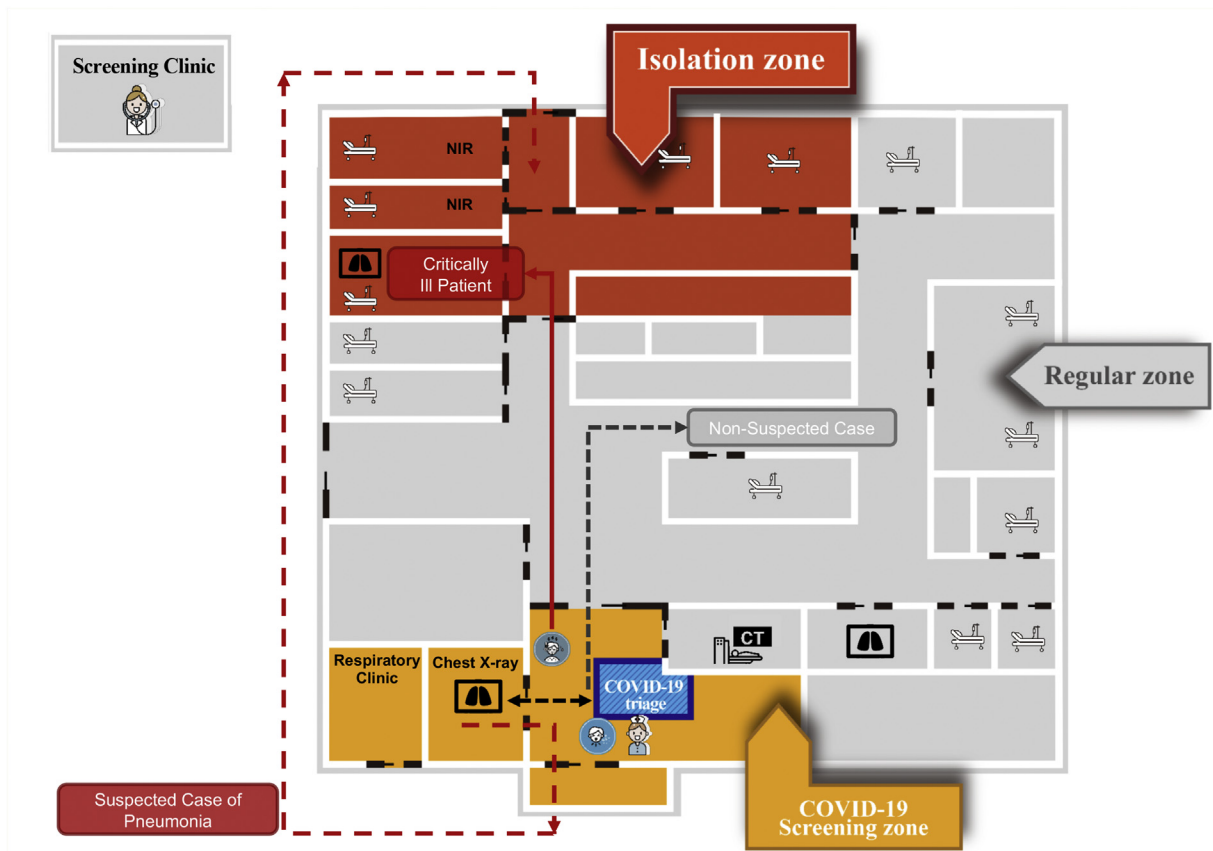 Screening Clinic
Isolation zone
NIR
NIR
Critically
Ill Patient
Regular zone
Non-Suspected Case
CT
Respiratory
Clinic
Chest X-ray
COVID-19
triage
Suspected Case of
Pneumonia
COVID-19
Screening zone